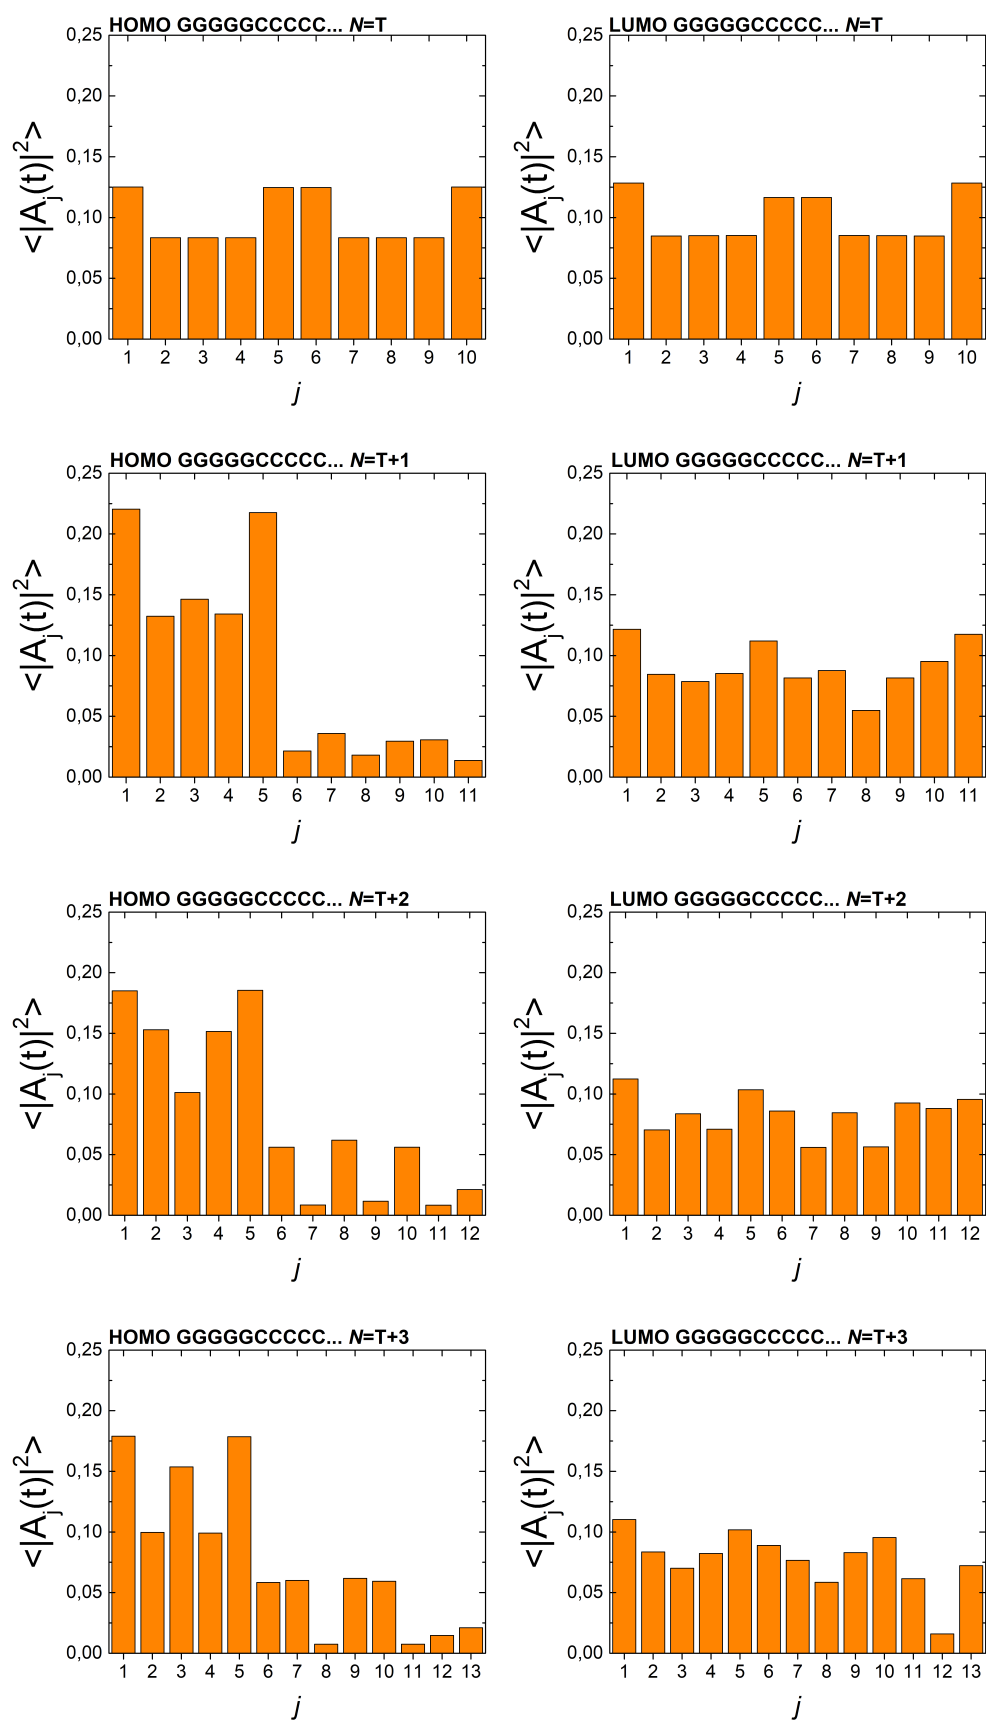 HOMO GGGGGCCCCC... N=T
<|Aj(t)|²>
0,25
0,20
0,15
0,10
0,05
0,00
1 2 3 4 5 6 7 8 9 10
j
LUMO GGGGGCCCCC... N=T
<|Aj(t)|²>
0,25
0,20
0,15
0,10
0,05
0,00
1 2 3 4 5 6 7 8 9 10
j
HOMO GGGGGCCCCC... N=T+1
<|Aj(t)|²>
0,25
0,20
0,15
0,10
0,05
0,00
1 2 3 4 5 6 7 8 9 10 11
j
LUMO GGGGGCCCCC... N=T+1
<|Aj(t)|²>
0,25
0,20
0,15
0,10
0,05
0,00
1 2 3 4 5 6 7 8 9 10 11
j
HOMO GGGGGCCCCC... N=T+2
<|Aj(t)|²>
0,25
0,20
0,15
0,10
0,05
0,00
1 2 3 4 5 6 7 8 9 10 11 12
j
LUMO GGGGGCCCCC... N=T+2
<|Aj(t)|²>
0,25
0,20
0,15
0,10
0,05
0,00
1 2 3 4 5 6 7 8 9 10 11 12
j
HOMO GGGGGCCCCC... N=T+3
<|Aj(t)|²>
0,25
0,20
0,15
0,10
0,05
0,00
1 2 3 4 5 6 7 8 9 10 11 12 13
j
LUMO GGGGGCCCCC... N=T+3
<|Aj(t)|²>
0,25
0,20
0,15
0,10
0,05
0,00
1 2 3 4 5 6 7 8 9 10 11 12 13
j